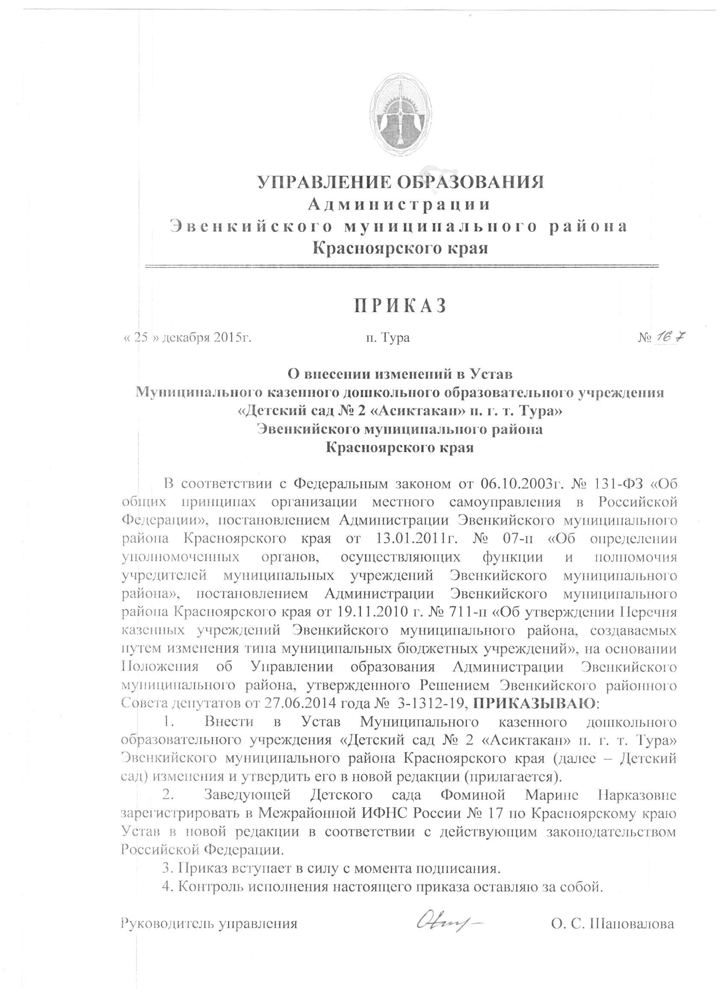 УПРАВЛЕНИЕ ОБРАЗОВАНИЯ
Администрации
Эвенкийского муниципального района
Красноярского края
ПРИКАЗ
« 25 » декабря 2015г. п. Тура № 167
О внесении изменений в Устав
Муниципального казенного дошкольного образовательного учреждения
«Детский сад № 2 «Асиктакан» п. г. т. Тура»
Эвенкийского муниципального района
Красноярского края
В соответствии с Федеральным законом от 06.10.2003г. № 131-ФЗ «Об
общих принципах организации местного самоуправления в Российской
Федерации», постановлением Администрации Эвенкийского муниципального
района Красноярского края от 13.01.2011г. № 07-п «Об определении
уполномоченных органов, осуществляющих функции и полномочия
учредителей муниципальных учреждений Эвенкийского муниципального
района», постановлением Администрации Эвенкийского муниципального
района Красноярского края от 19.11.2010 г. № 711-п «Об утверждении Перечня
казенных учреждений Эвенкийского муниципального района, создаваемых
путем изменения типа муниципальных бюджетных учреждений», на основании
Положения об Управлении образования Администрации Эвенкийского
муниципального района, утвержденного Решением Эвенкийского районного
Совета депутатов от 27.06.2014 года № 3-1312-19, ПРИКАЗЫВАЮ:
1. Внести в Устав Муниципального казенного дошкольного
образовательного учреждения «Детский сад № 2 «Асиктакан» п. г. т. Тура»
Эвенкийского муниципального района Красноярского края (далее – Детский
сад) изменения и утвердить его в новой редакции (прилагается).
2. Заведующей Детского сада Фоминой Марине Нарказовне
зарегистрировать в Межрайонной ИФНС России № 17 по Красноярскому краю
Устав в новой редакции в соответствии с действующим законодательством
Российской Федерации.
3. Приказ вступает в силу с момента подписания.
4. Контроль исполнения настоящего приказа оставляю за собой.
Руководитель управления О. С. Шаповалова